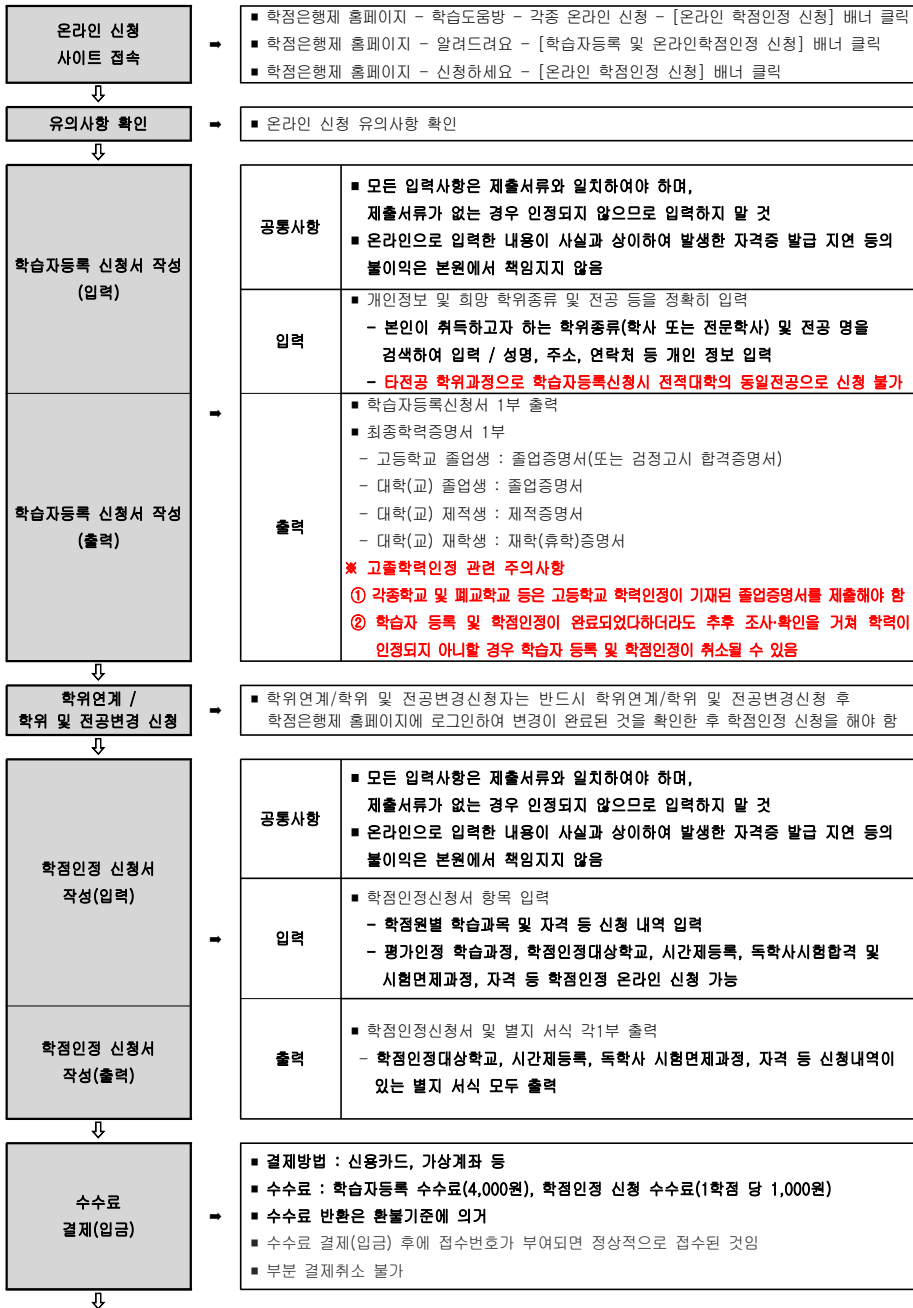 온라인 신청
사이트 접속
➡
■ 학점은행제 홈페이지 - 학습도움방 - 각종 온라인 신청 - [온라인 학점인정 신청] 배너 클릭
■ 학점은행제 홈페이지 - 알려드려요 - [학습자등록 및 온라인학점인정 신청] 배너 클릭
■ 학점은행제 홈페이지 - 신청하세요 - [온라인 학점인정 신청] 배너 클릭
⇩
유의사항 확인
➡
■ 온라인 신청 유의사항 확인
⇩
학습자등록 신청서 작성
(입력)
공통사항
■ 모든 입력사항은 제출서류와 일치하여야 하며,
제출서류가 없는 경우 인정되지 않으므로 입력하지 말 것
■ 온라인으로 입력한 내용이 사실과 상이하여 발생한 자격증 발급 지연 등의
불이익은 본원에서 책임지지 않음
입력
■ 개인정보 및 희망 학위종류 및 전공 등을 정확히 입력
- 본인이 취득하고자 하는 학위종류(학사 또는 전문학사) 및 전공 명을
검색하여 입력 / 성명, 주소, 연락처 등 개인 정보 입력
- 타전공 학위과정으로 학습자등록신청시 전적대학의 동일전공으로 신청 불가
➡
학습자등록 신청서 작성
(출력)
출력
■ 학습자등록신청서 1부 출력
■ 최종학력증명서 1부
- 고등학교 졸업생 : 졸업증명서(또는 검정고시 합격증명서)
- 대학(교) 졸업생 : 졸업증명서
- 대학(교) 제적생 : 제적증명서
- 대학(교) 재학생 : 재학(휴학)증명서
※ 고졸학력인정 관련 주의사항
① 각종학교 및 폐교학교 등은 고등학교 학력인정이 기재된 졸업증명서를 제출해야 함
② 학습자 등록 및 학점인정이 완료되었다하더라도 추후 조사·확인을 거쳐 학력이
인정되지 아니할 경우 학습자 등록 및 학점인정이 취소될 수 있음
⇩
학위연계 /
학위 및 전공변경 신청
➡
■ 학위연계/학위 및 전공변경신청자는 반드시 학위연계/학위 및 전공변경신청 후
학점은행제 홈페이지에 로그인하여 변경이 완료된 것을 확인한 후 학점인정 신청을 해야 함
⇩
학점인정 신청서
작성(입력)
공통사항
■ 모든 입력사항은 제출서류와 일치하여야 하며,
제출서류가 없는 경우 인정되지 않으므로 입력하지 말 것
■ 온라인으로 입력한 내용이 사실과 상이하여 발생한 자격증 발급 지연 등의
불이익은 본원에서 책임지지 않음
➡
입력
■ 학점인정신청서 항목 입력
- 학점원별 학습과목 및 자격 등 신청 내역 입력
- 평가인정 학습과정, 학점인정대상학교, 시간제등록, 독학사시험합격 및
시험면제과정, 자격 등 학점인정 온라인 신청 가능
학점인정 신청서
작성(출력)
출력
■ 학점인정신청서 및 별지 서식 각1부 출력
- 학점인정대상학교, 시간제등록, 독학사 시험면제과정, 자격 등 신청내역이
있는 별지 서식 모두 출력
⇩
수수료
결제(입금)
➡
■ 결제방법 : 신용카드, 가상계좌 등
■ 수수료 : 학습자등록 수수료(4,000원), 학점인정 신청 수수료(1학점 당 1,000원)
■ 수수료 반환은 환불기준에 의거
■ 수수료 결제(입금) 후에 접수번호가 부여되면 정상적으로 접수된 것임
■ 부분 결제취소 불가
⇩